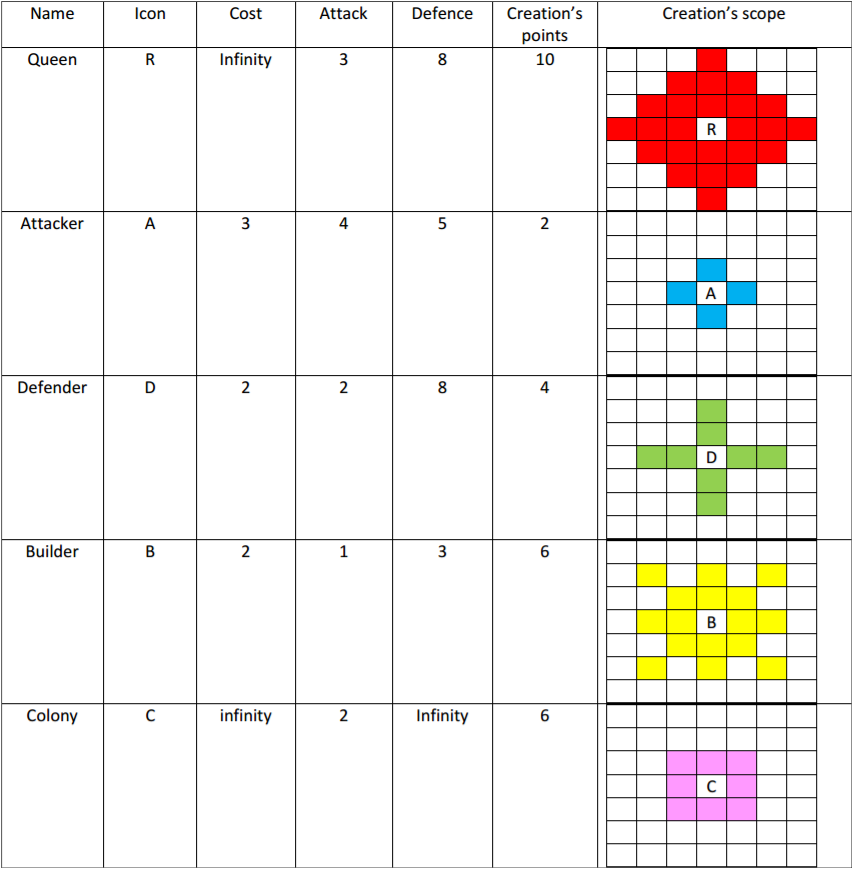 Name Icon Cost Attack Defence Creation’s points Creation’s scope
Queen R Infinity 3 8 10
R
Attacker A 3 4 5 2
A
Defender D 2 2 8 4
D
Builder B 2 1 3 6
B
Colony C infinity 2 Infinity 6
C